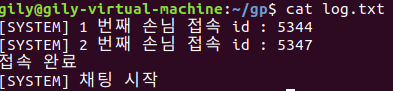 gily@gily-virtual-machine:~/gp$ cat log.txt
[SYSTEM] 1 번째 손님 접속 id : 5344
[SYSTEM] 2 번째 손님 접속 id : 5347
접속 완료
[SYSTEM] 채팅 시작